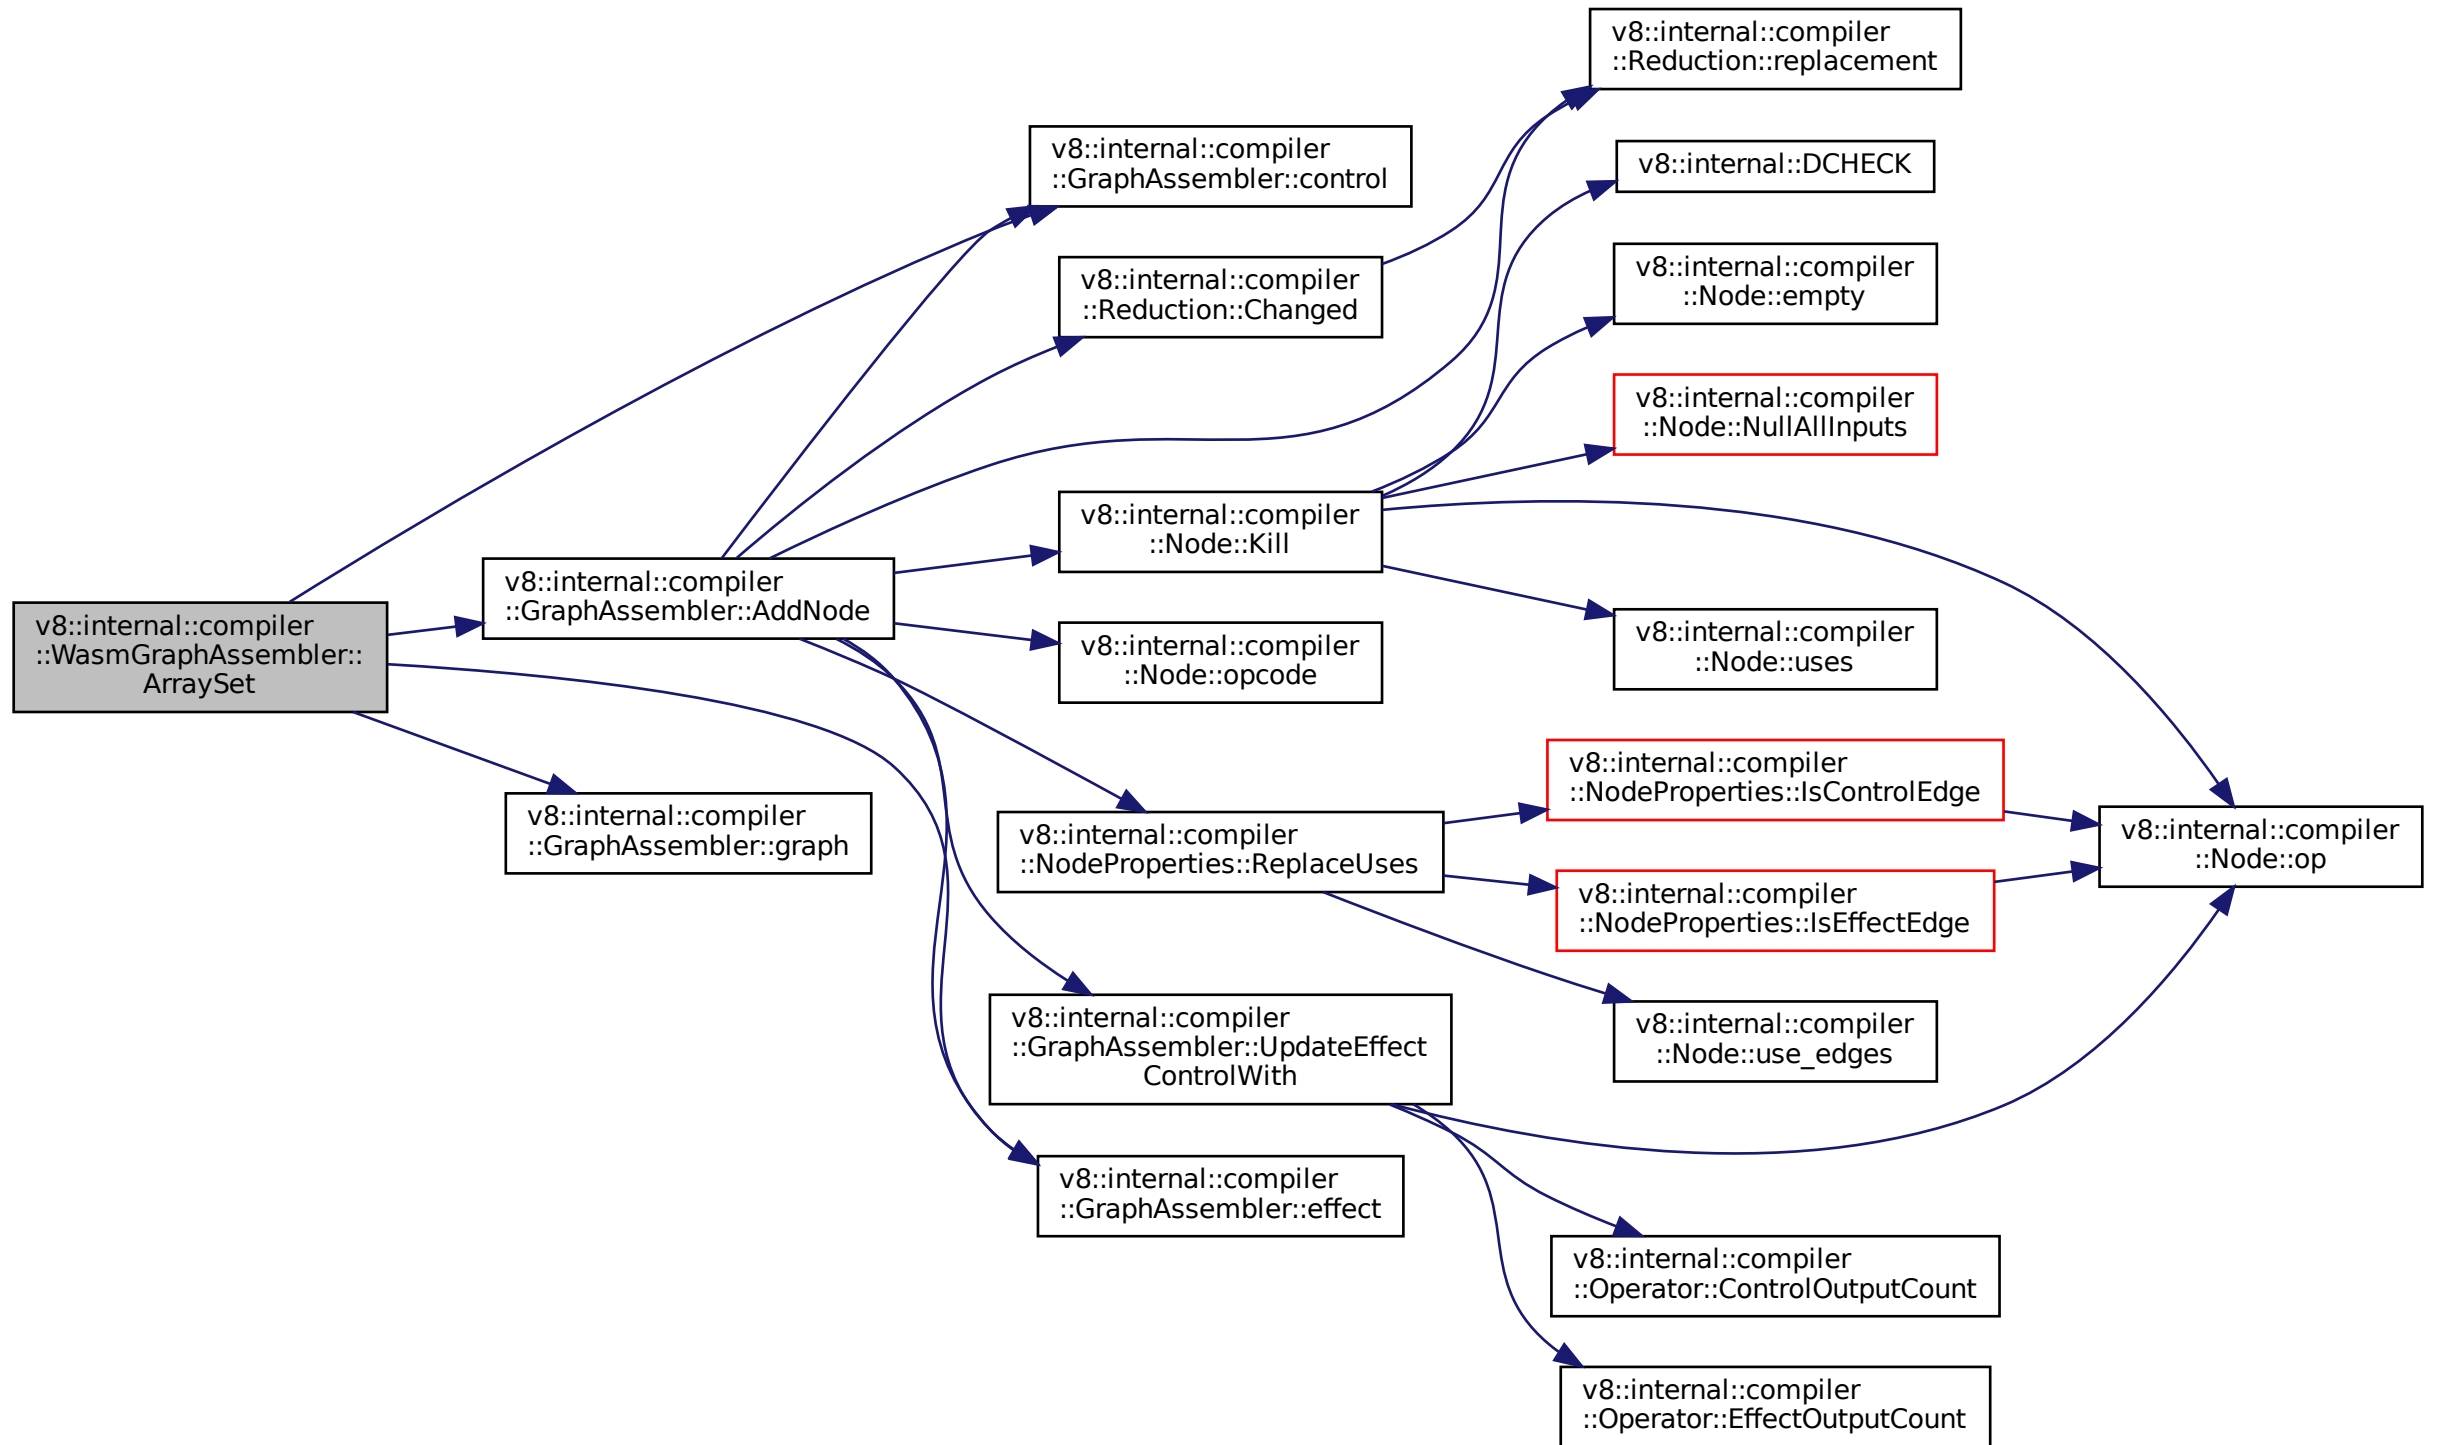 v8::internal::compiler
::WasmGraphAssembler::
ArraySet
v8::internal::compiler
::GraphAssembler::AddNode
v8::internal::compiler
::GraphAssembler::graph
v8::internal::compiler
::GraphAssembler::control
v8::internal::compiler
::Reduction::Changed
v8::internal::compiler
::Node::Kill
v8::internal::compiler
::Node::opcode
v8::internal::compiler
::NodeProperties::ReplaceUses
v8::internal::compiler
::GraphAssembler::UpdateEffect
ControlWith
v8::internal::compiler
::GraphAssembler::effect
v8::internal::compiler
::Reduction::replacement
v8::internal::DCHECK
v8::internal::compiler
::Node::empty
v8::internal::compiler
::Node::NullAllInputs
v8::internal::compiler
::Node::uses
v8::internal::compiler
::NodeProperties::IsControlEdge
v8::internal::compiler
::NodeProperties::IsEffectEdge
v8::internal::compiler
::Node::use_edges
v8::internal::compiler
::Operator::ControlOutputCount
v8::internal::compiler
::Operator::EffectOutputCount
v8::internal::compiler
::Node::op